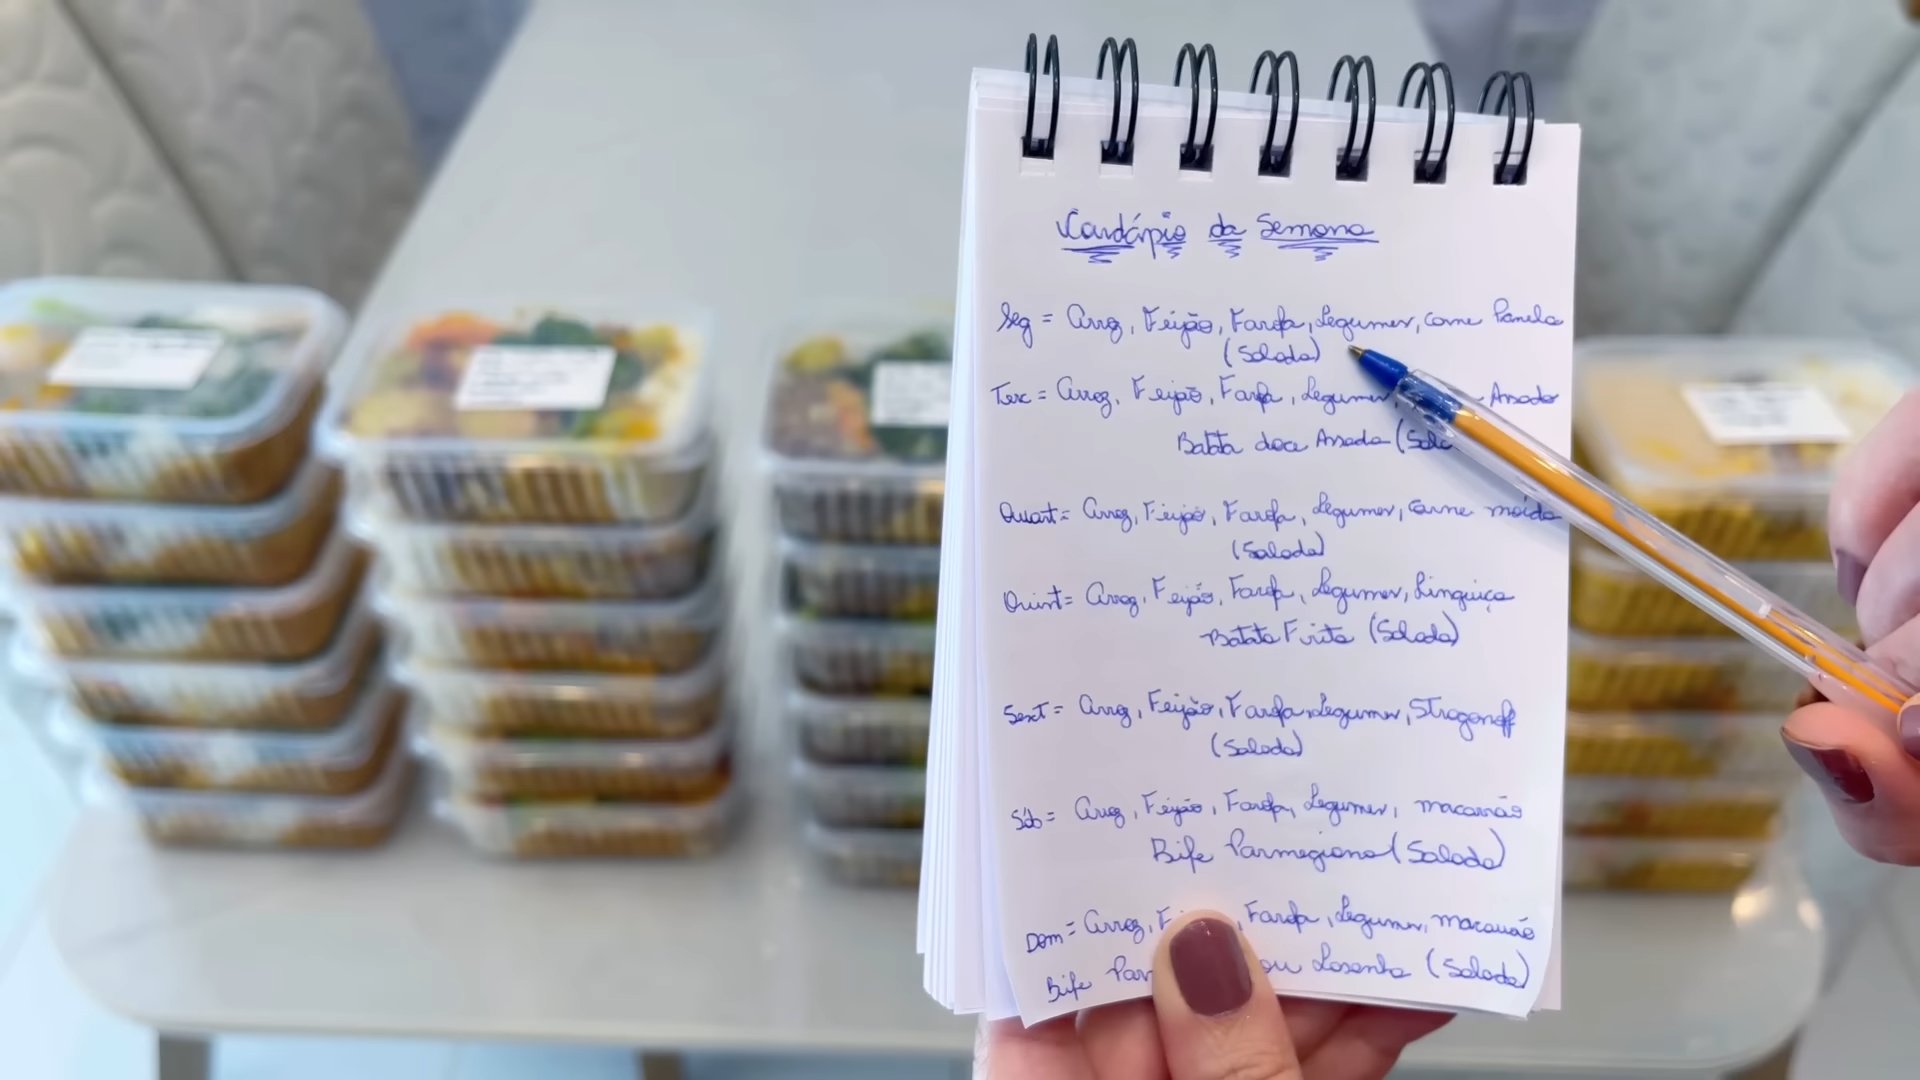 Cardápio da Semana
Seg = Arroz, Feijão, Farofa, Legumes, carne Panela
(Salada)
Terc = Arroz, Feijão, Farofa, Legumes Assada
Batata doce Assada (Sala
Quart = Arroz, Feijão, Farofa, Legumes, carne moída
(Salada)
Quint = Arroz, Feijão, Farofa, Legumes, Linguiça
Batata Frita (Salada)
Sext = Arroz, Feijão, Farofa, Legumes, Strogonoff
(Salada)
Sáb = Arroz, Feijão, Farofa, Legumes, macarrão
Bife Parmegiana (Salada)
Dom = Arroz, Farofa, Legumes, macarrão
Bife ou Lasanha (Salada)